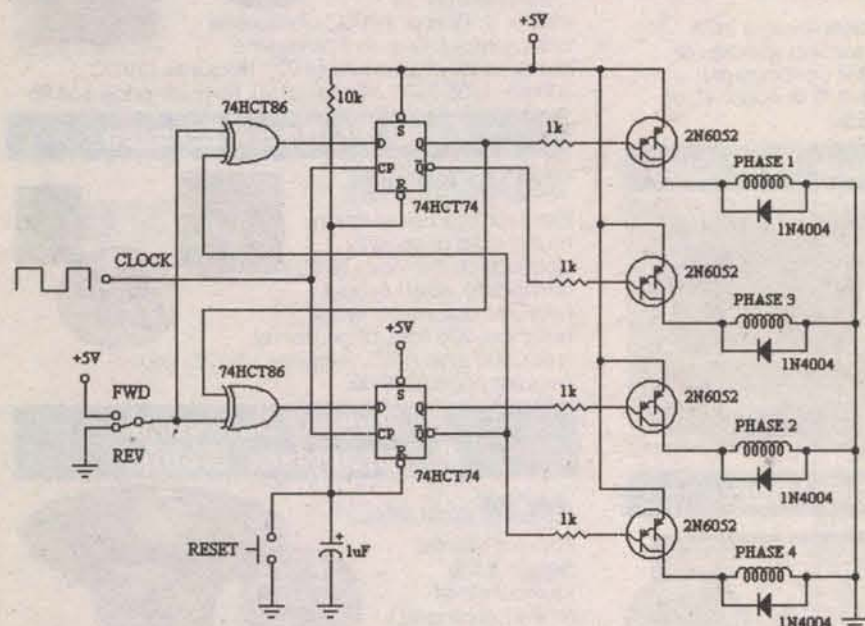 +5V
74HCT86
10k
S
D
Q
CP
Q
R
74HCT74
1k
2N6052
PHASE 1
1N4004
CLOCK
1k
2N6052
PHASE 3
1N4004
+5V
+5V
74HCT86
FWD
REV
S
D
Q
CP
Q
R
74HCT74
1k
2N6052
PHASE 2
1N4004
1k
2N6052
PHASE 4
1N4004
RESET
+
1uF